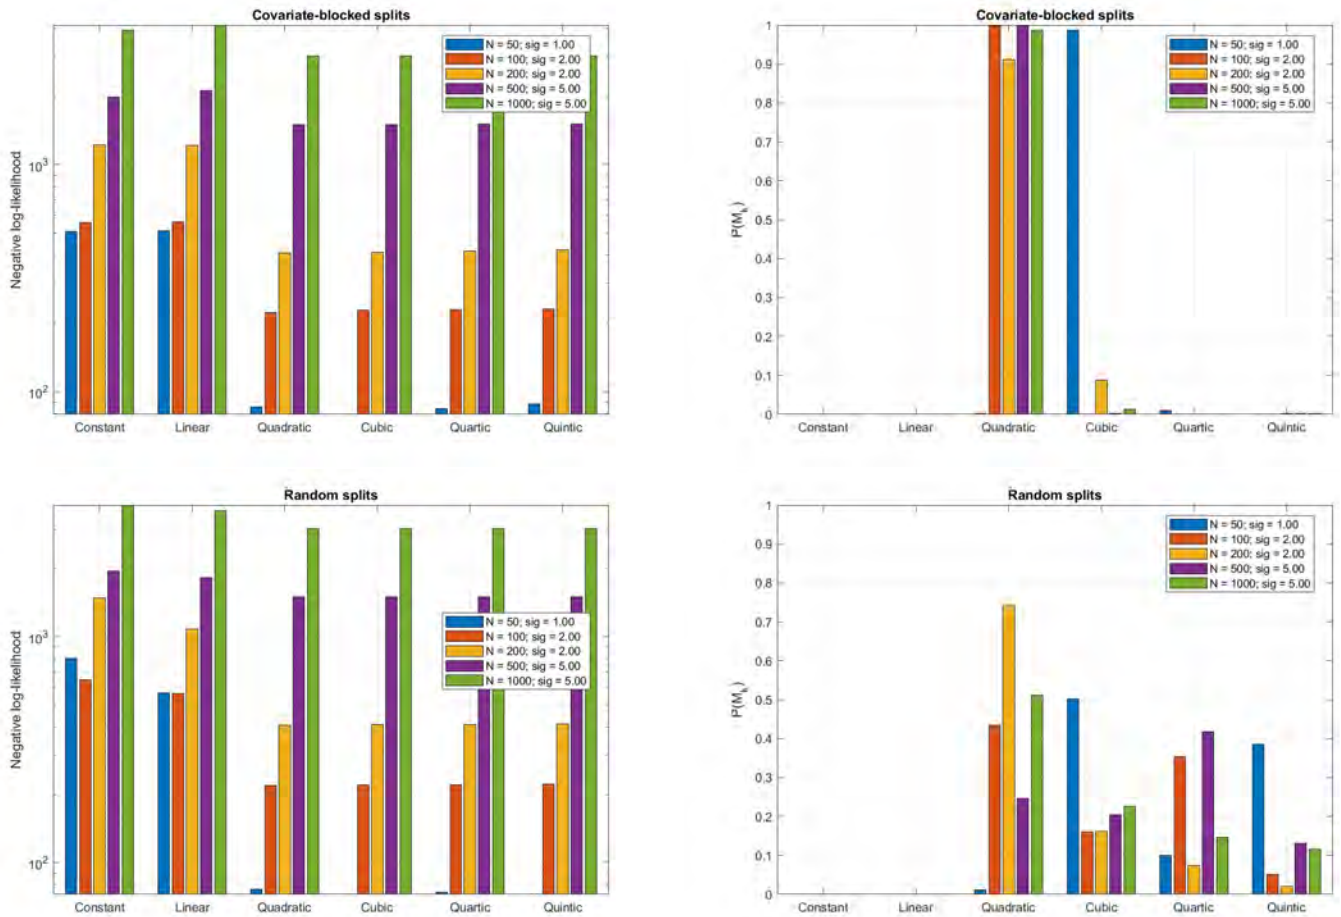 Covariate-blocked splits
Negative log-likelihood
10³
10²
N = 50; sig = 1.00
N = 100; sig = 2.00
N = 200; sig = 2.00
N = 500; sig = 5.00
N = 1000; sig = 5.00
Constant Linear Quadratic Cubic Quartic Quintic
Covariate-blocked splits
P(Mₖ)
1
0.9
0.8
0.7
0.6
0.5
0.4
0.3
0.2
0.1
0
N = 50; sig = 1.00
N = 100; sig = 2.00
N = 200; sig = 2.00
N = 500; sig = 5.00
N = 1000; sig = 5.00
Constant Linear Quadratic Cubic Quartic Quintic
Random splits
Negative log-likelihood
10³
10²
N = 50; sig = 1.00
N = 100; sig = 2.00
N = 200; sig = 2.00
N = 500; sig = 5.00
N = 1000; sig = 5.00
Constant Linear Quadratic Cubic Quartic Quintic
Random splits
P(Mₖ)
1
0.9
0.8
0.7
0.6
0.5
0.4
0.3
0.2
0.1
0
N = 50; sig = 1.00
N = 100; sig = 2.00
N = 200; sig = 2.00
N = 500; sig = 5.00
N = 1000; sig = 5.00
Constant Linear Quadratic Cubic Quartic Quintic